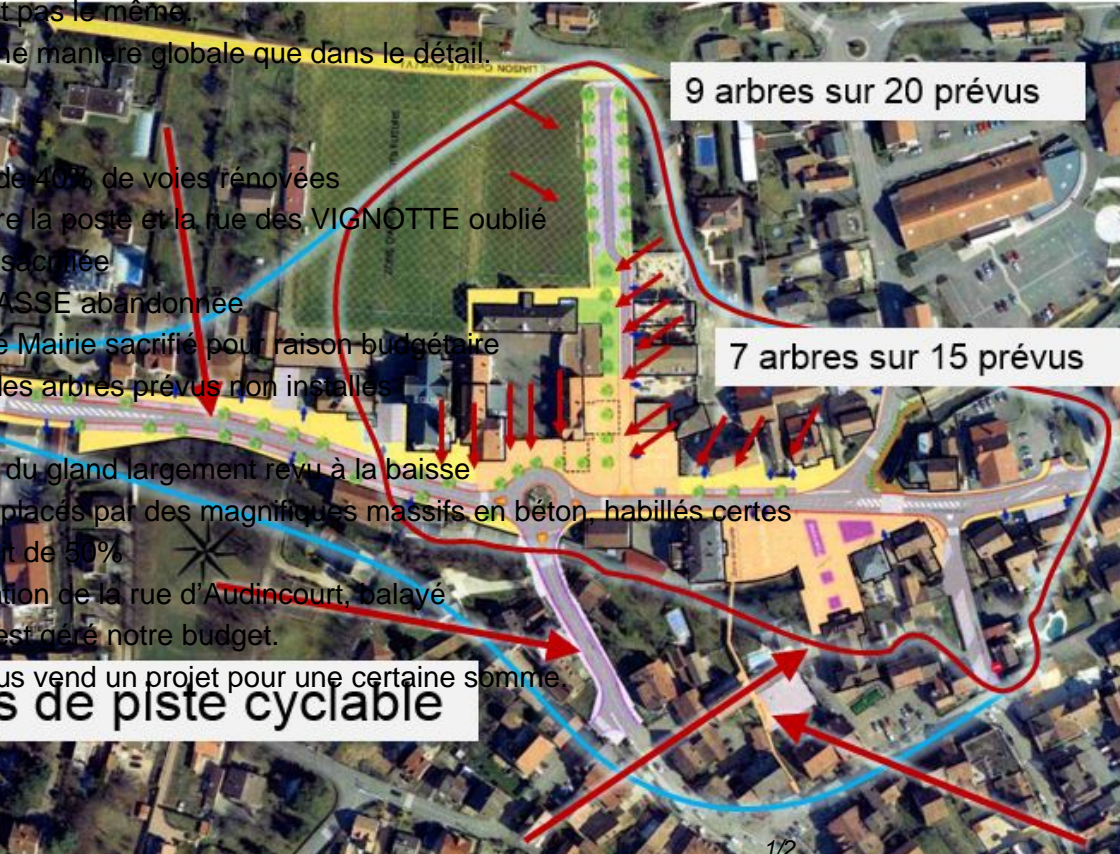 t pas le même.
ne manière globale que dans le détail.
LIAISON Cycles / Piétons / V.
9 arbres sur 20 prévus
de 40% de voies rénovées
re la poste et la rue des VIGNOTTE oublié
sacrifiée
ASSE abandonnée
é Mairie sacrifié pour raison budgétaire
7 arbres sur 15 prévus
des arbres prévus non installés
du gland largement revu à la baisse
placés par des magnifiques massifs en béton, habillés certes
t de 50%
tion de la rue d'Audincourt, balayé
est géré notre budget.
us vend un projet pour une certaine somme.
s de piste cyclable
1/2